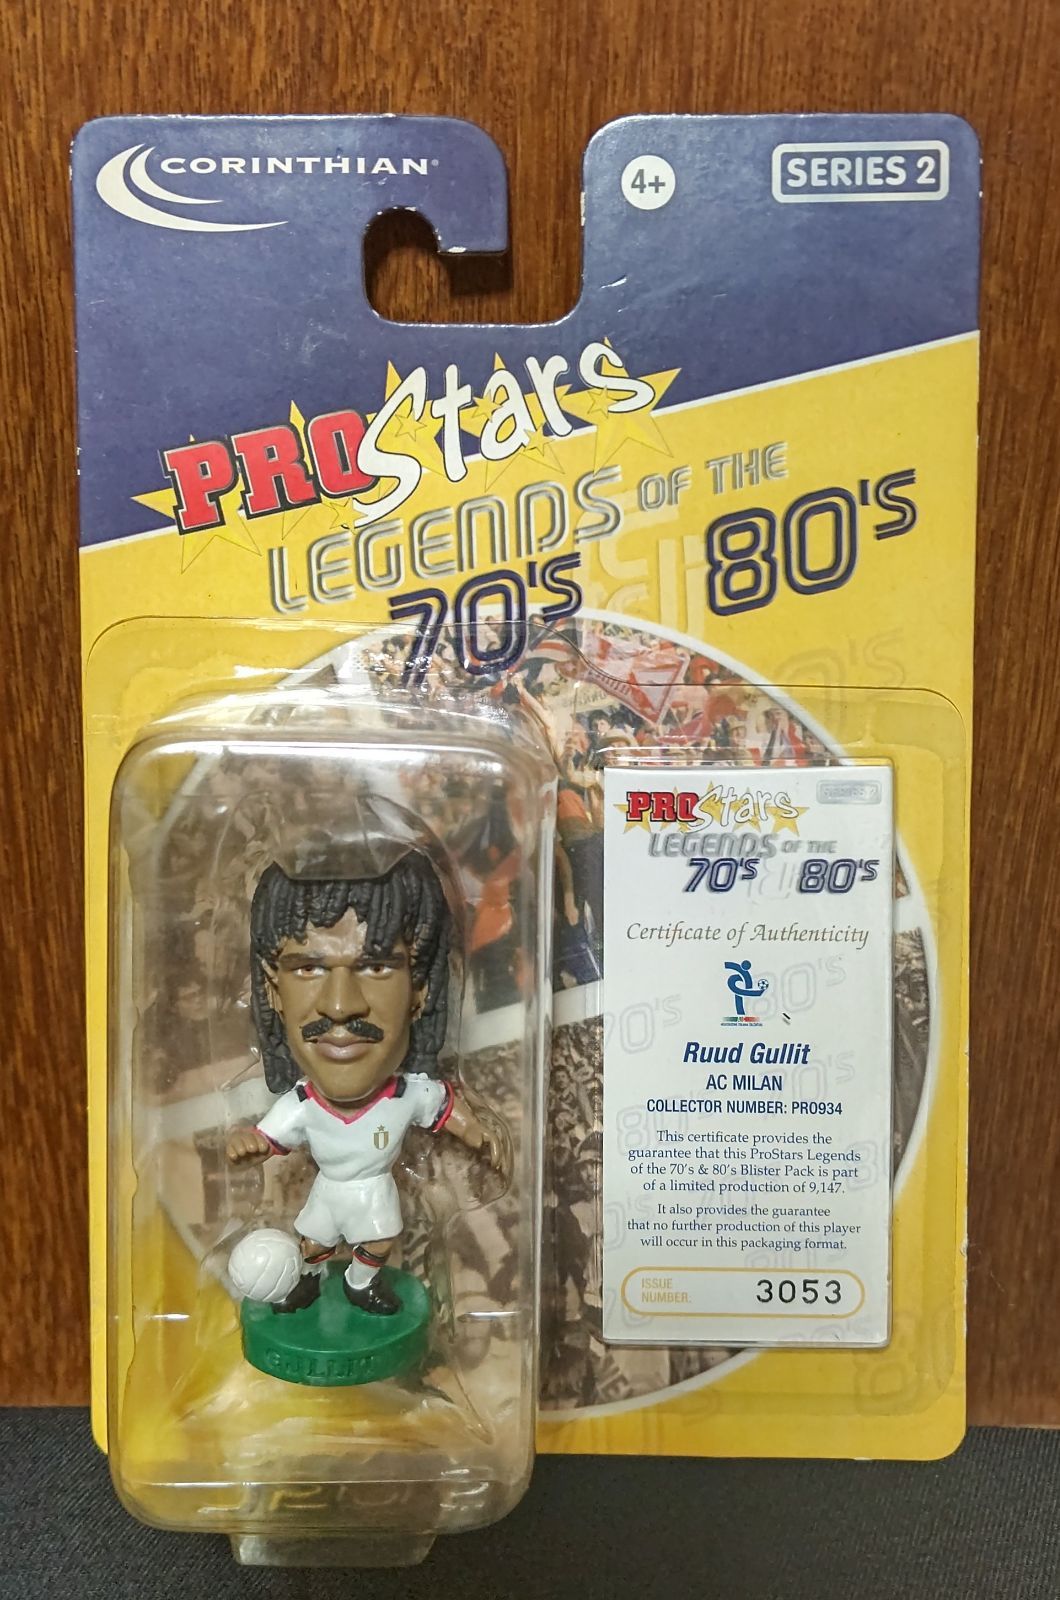 CORINTHIAN®
4+
SERIES 2
PROStars
LEGENDS OF THE
70'S 80'S
GULLIT
PROStars
SERIES 2
LEGENDS OF THE
70'S 80'S
Certificate of Authenticity
Ruud Gullit
AC MILAN
COLLECTOR NUMBER: PRO934
This certificate provides the
guarantee that this ProStars Legends
of the 70's & 80's Blister Pack is part
of a limited production of 9,147.
It also provides the guarantee
that no further production of this player
will occur in this packaging format.
ISSUE
NUMBER:
3053